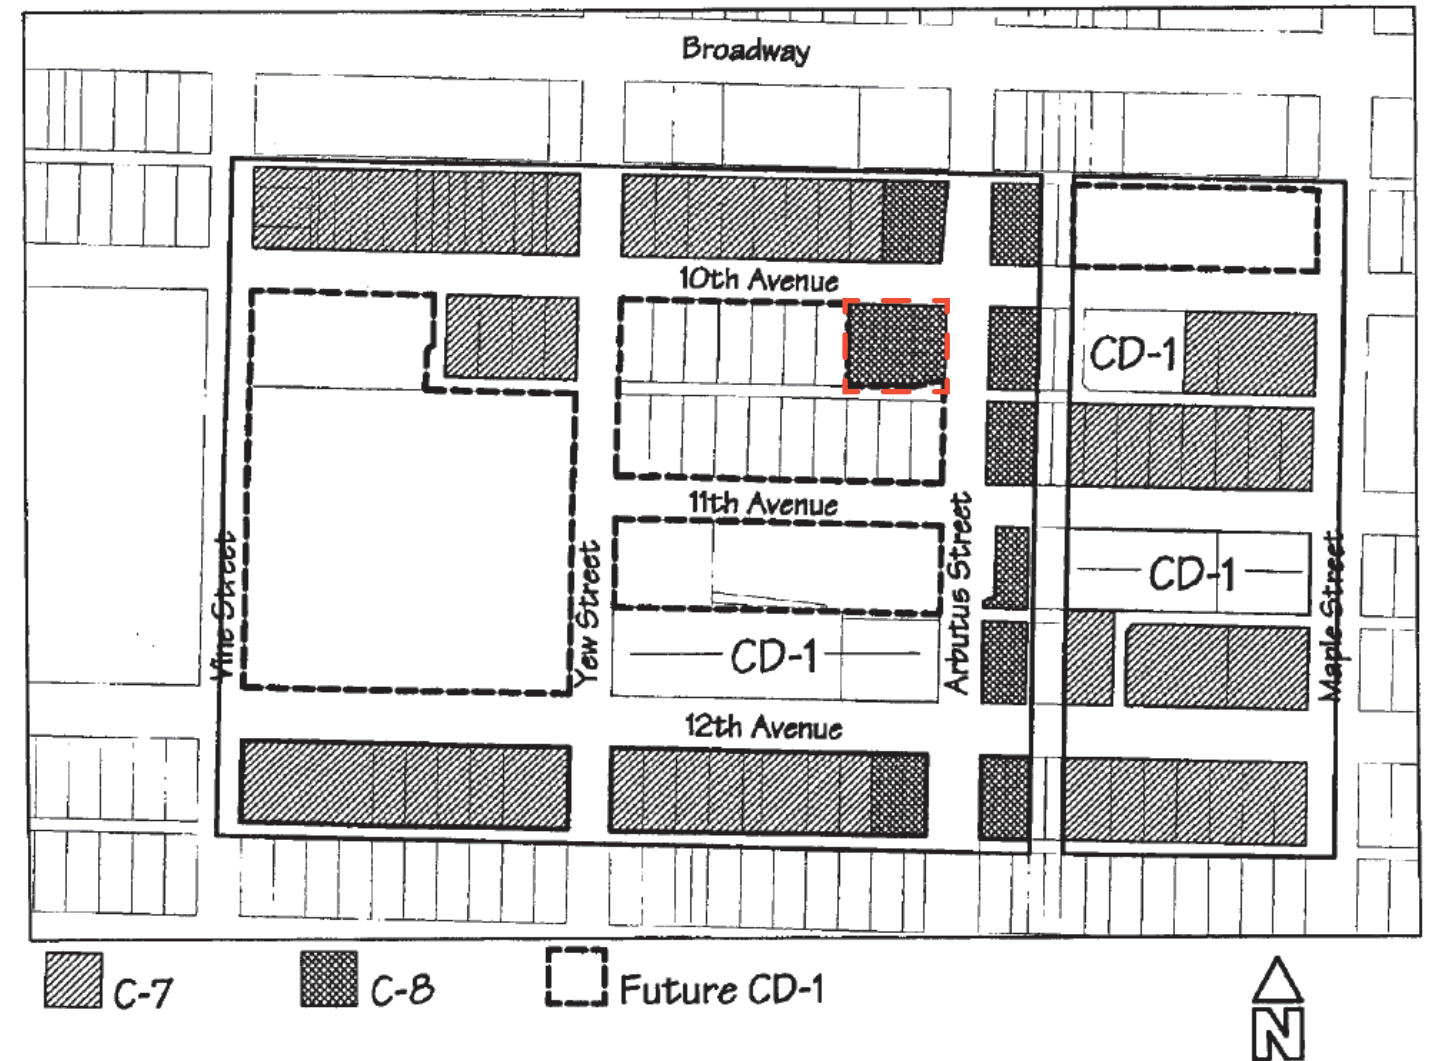 Broadway
10th Avenue
CD-1
11th Avenue
Vine Street
Yew Street
Arbutus Street
CD-1
Maple Street
CD-1
12th Avenue
C-7
C-8
Future CD-1
N